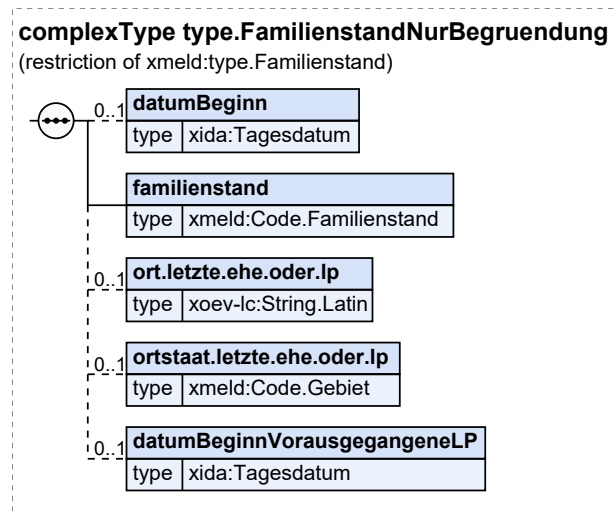 complexType type.FamilienstandNurBegruendung
(restriction of xmeld:type.Familienstand)
0..1 datumBeginn
type xida:Tagesdatum
familienstand
type xmeld:Code.Familienstand
0..1 ort.letzte.ehe.oder.lp
type xoev-lc:String.Latin
0..1 ortstaat.letzte.ehe.oder.lp
type xmeld:Code.Gebiet
0..1 datumBeginnVorausgegangeneLP
type xida:Tagesdatum